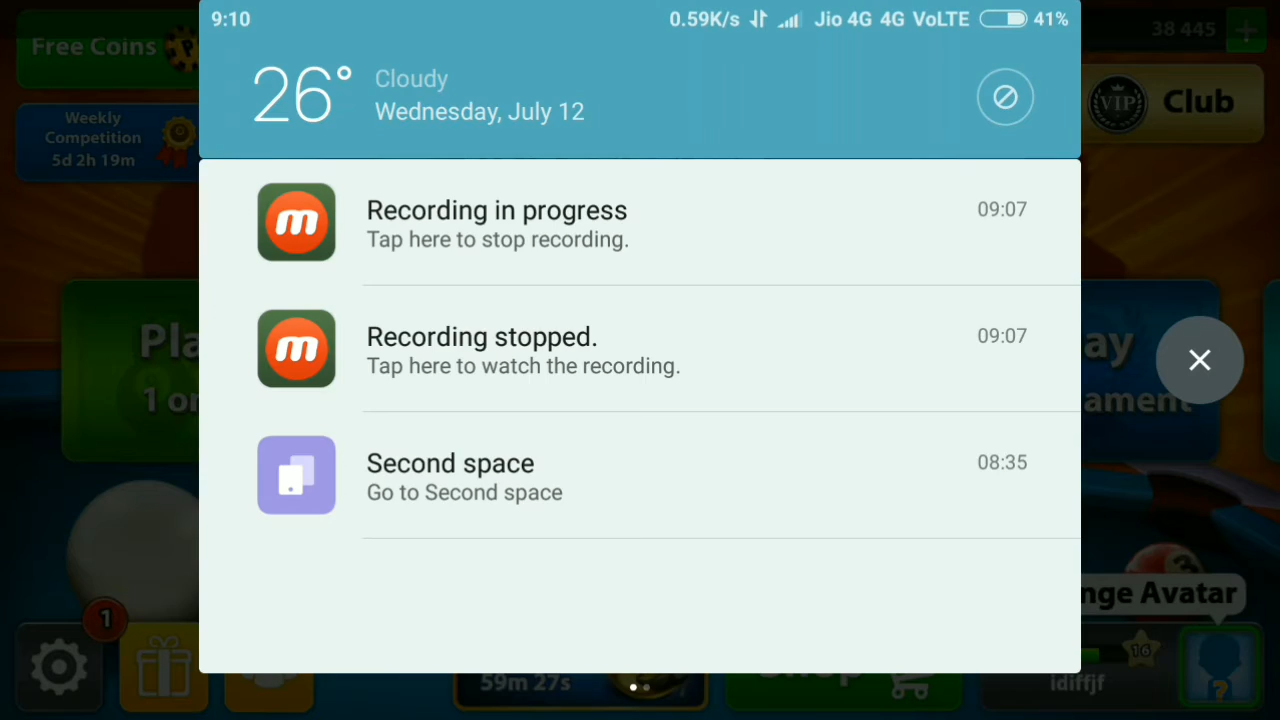 9:10
0.59K/s Jio 4G 4G VoLTE 41%
Free Coins
38 445
26°
Cloudy
Wednesday, July 12
Weekly
Competition
5d 2h 19m
VIP Club
Recording in progress
09:07
Tap here to stop recording.
Recording stopped.
09:07
Tap here to watch the recording.
Second space
08:35
Go to Second space
1
3
16
59m 27s
idiffjf
Avatar
?